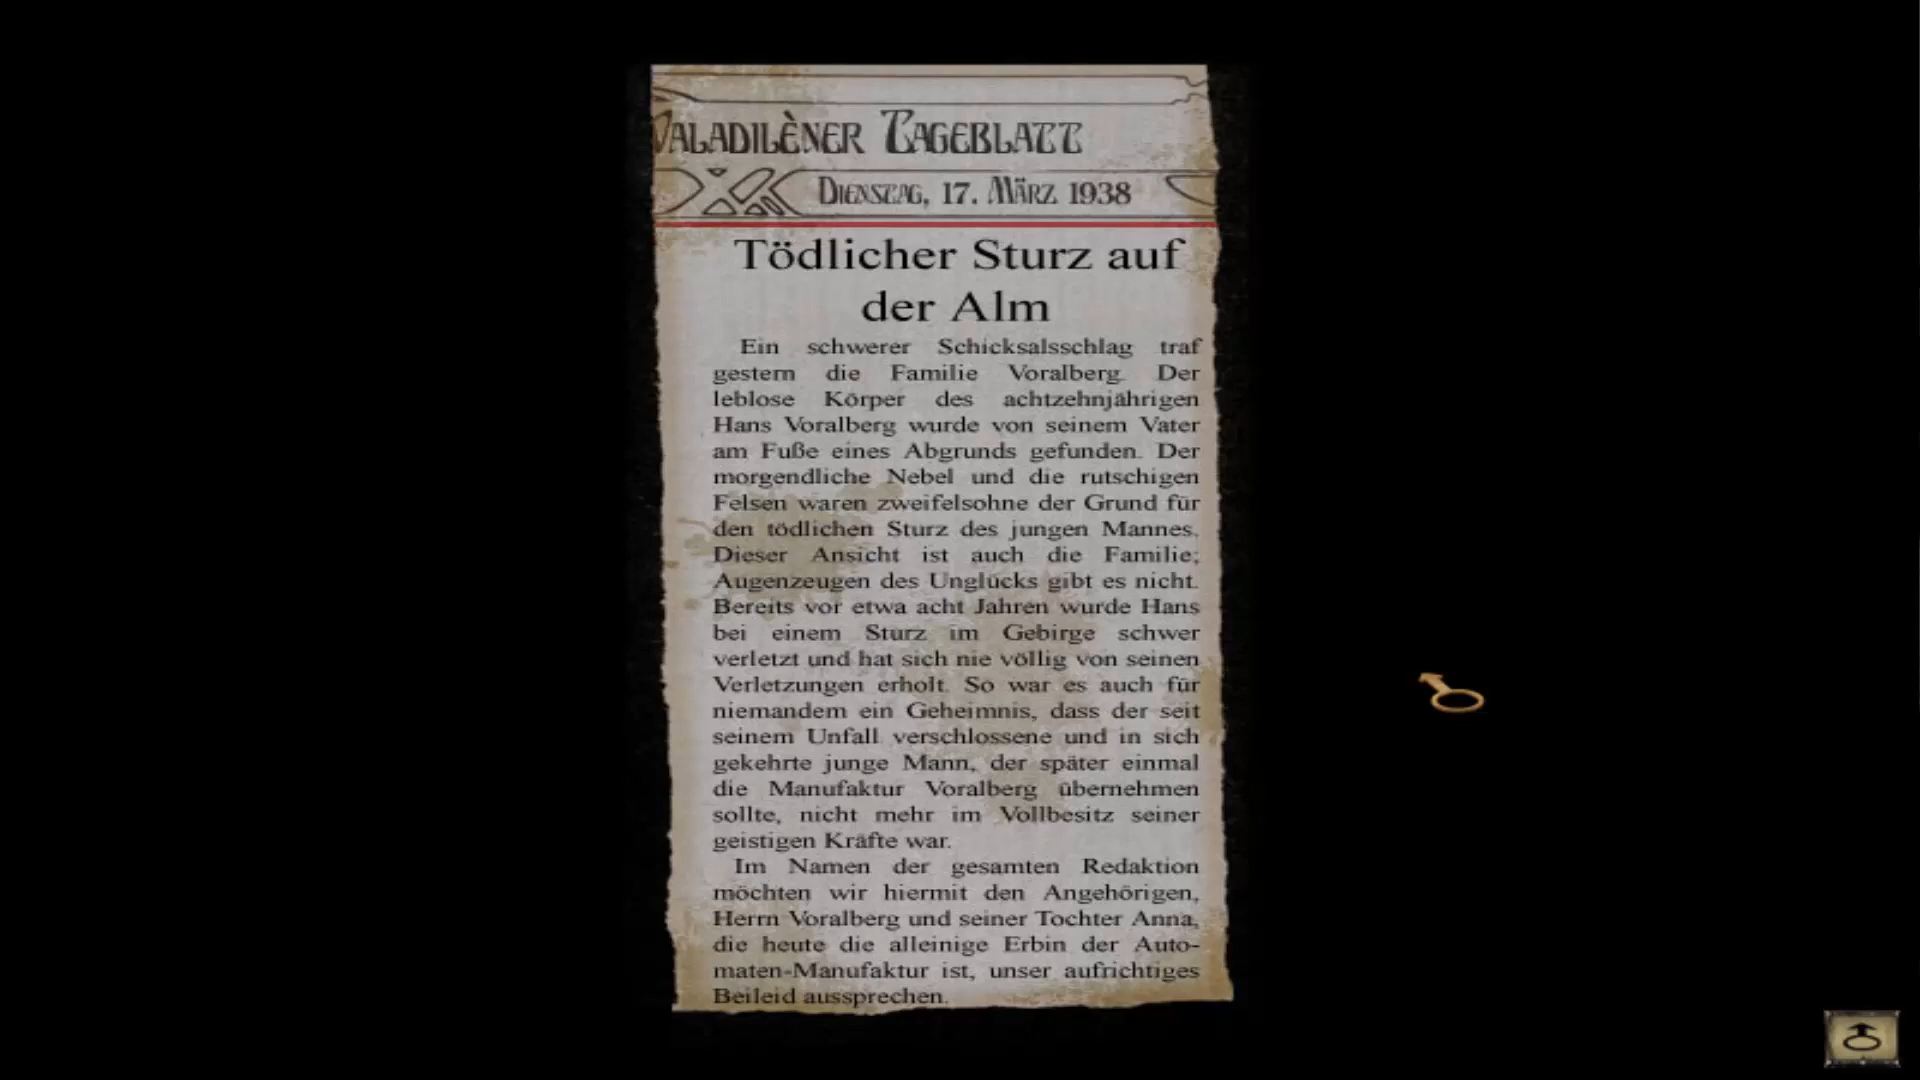 VALADILÈNER TAGEBLATT
DIENSTAG, 17. MÄRZ 1938
Tödlicher Sturz auf
der Alm
Ein schwerer Schicksalsschlag traf
gestern die Familie Voralberg. Der
leblose Körper des achtzehnjährigen
Hans Voralberg wurde von seinem Vater
am Fuße eines Abgrunds gefunden. Der
morgendliche Nebel und die rutschigen
Felsen waren zweifelsohne der Grund für
den tödlichen Sturz des jungen Mannes.
Dieser Ansicht ist auch die Familie;
Augenzeugen des Unglücks gibt es nicht.
Bereits vor etwa acht Jahren wurde Hans
bei einem Sturz im Gebirge schwer
verletzt und hat sich nie völlig von seinen
Verletzungen erholt. So war es auch für
niemandem ein Geheimnis, dass der seit
seinem Unfall verschlossene und in sich
gekehrte junge Mann, der später einmal
die Manufaktur Voralberg übernehmen
sollte, nicht mehr im Vollbesitz seiner
geistigen Kräfte war.
Im Namen der gesamten Redaktion
möchten wir hiermit den Angehörigen,
Herrn Voralberg und seiner Tochter Anna,
die heute die alleinige Erbin der Auto-
maten-Manufaktur ist, unser aufrichtiges
Beileid aussprechen.